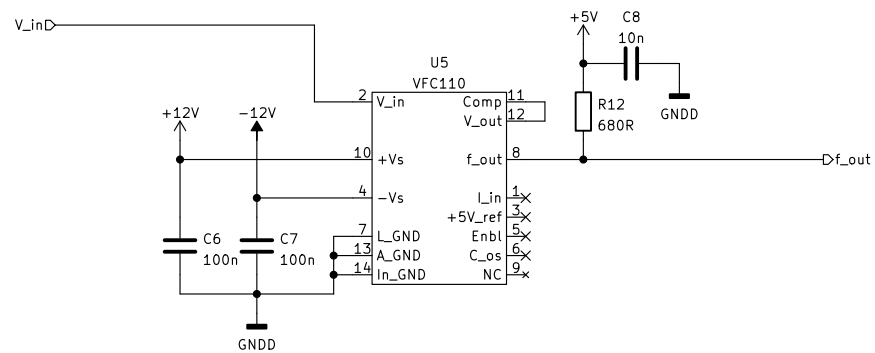 V_in
+5V
C8
10n
U5
VFC110
2
V_in
Comp
11
V_out
12
R12
680R
GNDD
+12V
-12V
10
+Vs
f_out
8
f_out
4
-Vs
I_in
1
+5V_ref
3
7
L_GND
Enbl
5
C6
100n
C7
100n
13
A_GND
C_os
6
14
In_GND
NC
9
GNDD